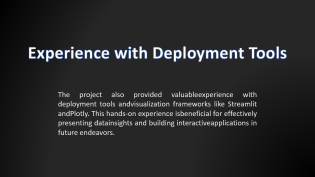 Experience with Deployment Tools
The project also provided valuableexperience with
deployment tools andvisualization frameworks like Streamlit
andPlotly. This hands-on experience isbeneficial for effectively
presenting datainsights and building interactiveapplications in
future endeavors.